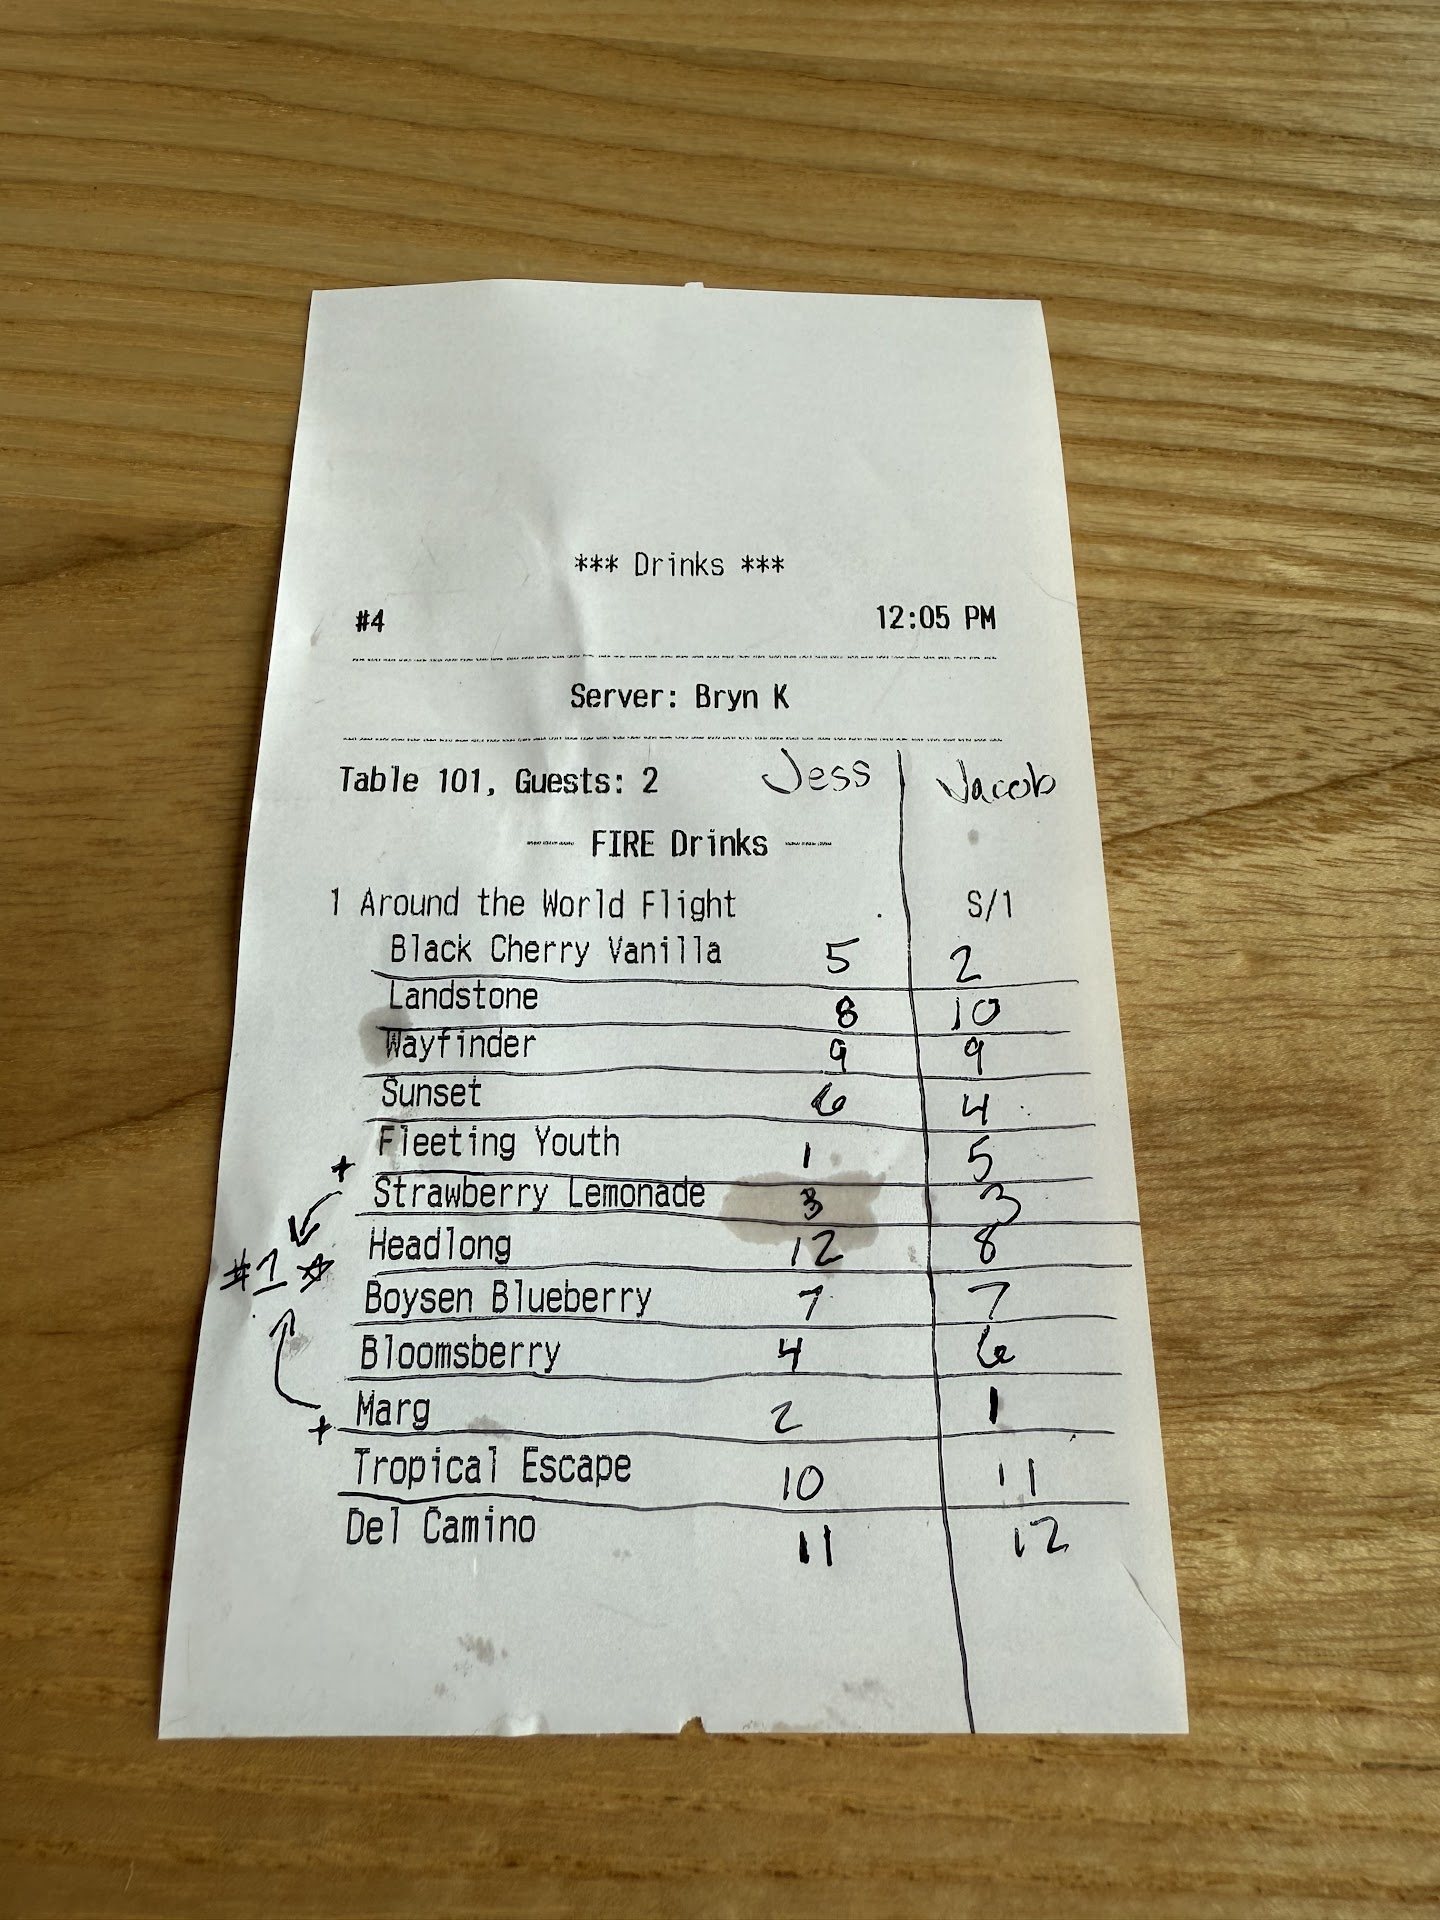 *** Drinks ***
#4 12:05 PM
Server: Bryn K
Table 101, Guests: 2 Jess Jacob
FIRE Drinks
1 Around the World Flight S/1
Black Cherry Vanilla 5 2
Landstone 8 10
Wayfinder 9 9
Sunset 6 4
Fleeting Youth 1 5
+ Strawberry Lemonade 3 3
Headlong 12 8
#1 ☆
Boysen Blueberry 7 7
Bloomsberry 4 6
+ Marg 2 1
Tropical Escape 10 11
Del Camino 11 12